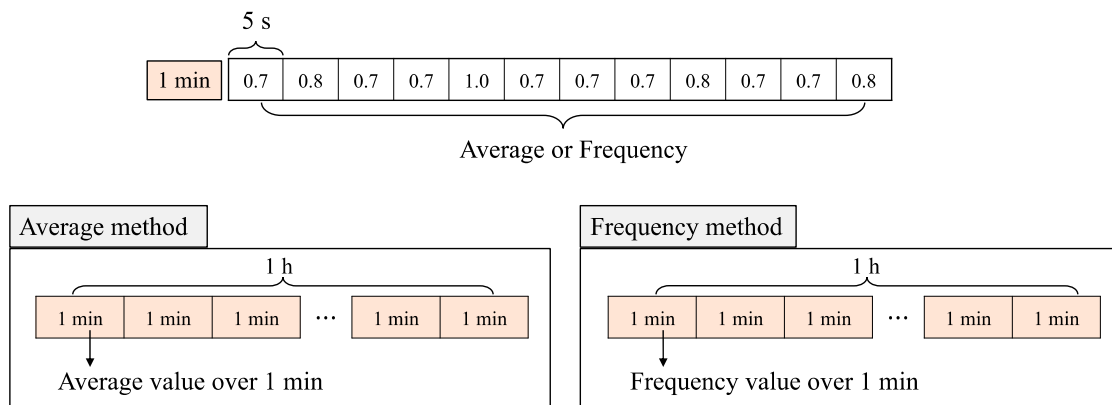 5 s
1 min 0.7 0.8 0.7 0.7 1.0 0.7 0.7 0.7 0.8 0.7 0.7 0.8
Average or Frequency
Average method
1 h
1 min 1 min 1 min ... 1 min 1 min
Average value over 1 min
Frequency method
1 h
1 min 1 min 1 min ... 1 min 1 min
Frequency value over 1 min